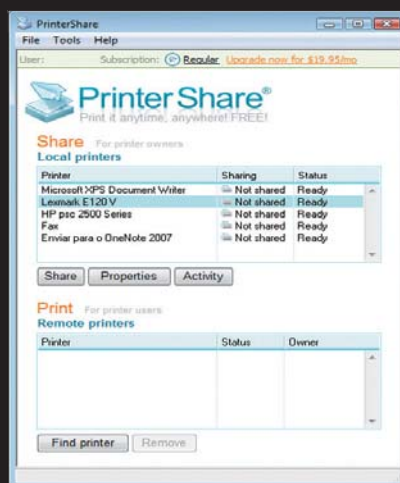 PrinterShare
File Tools Help
User: Subscription: Regular Upgrade now for $19.95/mo
PrinterShare®
Print it anytime, anywhere! FREE!
Share For printer owners
Local printers
Printer Sharing Status
Microsoft XPS Document Writer Not shared Ready
Lexmark E120 V Not shared Ready
HP psc 2500 Series Not shared Ready
Fax Not shared Ready
Enviar para o OneNote 2007 Not shared Ready
Share Properties Activity
Print For printer users
Remote printers
Printer Status Owner
Find printer Remove